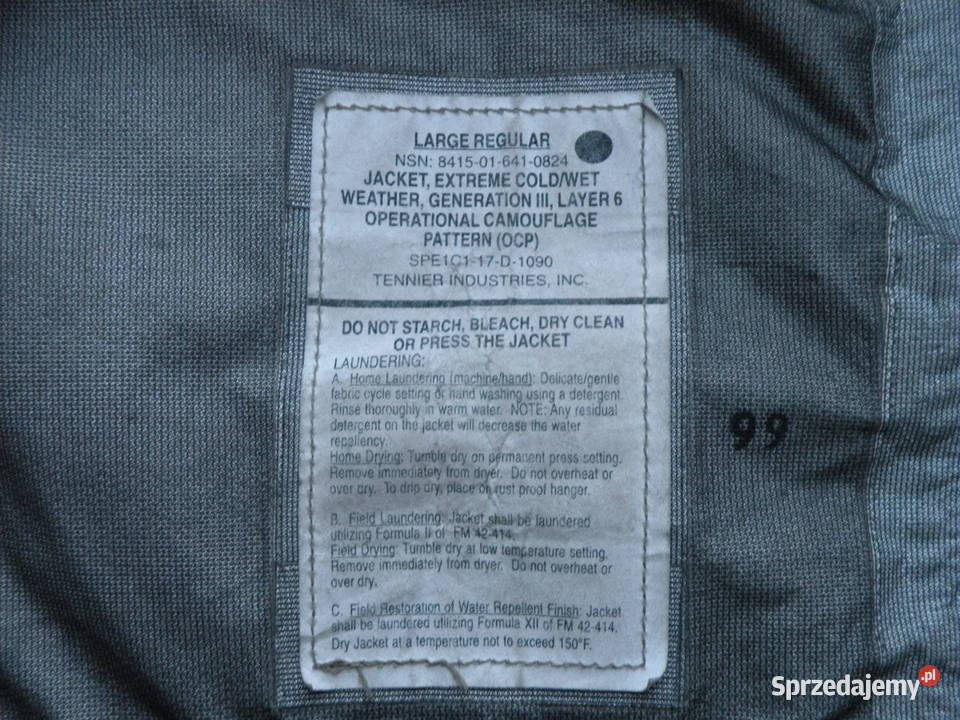 LARGE REGULAR
NSN: 8415-01-641-0824
JACKET, EXTREME COLD/WET
WEATHER, GENERATION III, LAYER 6
OPERATIONAL CAMOUFLAGE
PATTERN (OCP)
SPE1C1-17-D-1090
TENNIER INDUSTRIES, INC.
DO NOT STARCH, BLEACH, DRY CLEAN
OR PRESS THE JACKET
LAUNDERING:
A. Home Laundering (machine/hand): Delicate/gentle
fabric cycle setting or hand washing using a detergent.
Rinse thoroughly in warm water. NOTE: Any residual
detergent on the jacket will decrease the water
repellency.
Home Drying: Tumble dry on permanent press setting.
Remove immediately from dryer. Do not overheat or
over dry. To drip dry, place on rust proof hanger.
B. Field Laundering: Jacket shall be laundered
utilizing Formula II of FM 42-414.
Field Drying: Tumble dry at low temperature setting.
Remove immediately from dryer. Do not overheat or
over dry.
C. Field Restoration of Water Repellent Finish: Jacket
shall be laundered utilizing Formula XII of FM 42-414.
Dry Jacket at a temperature not to exceed 150°F.
99
Sprzedajemy.pl